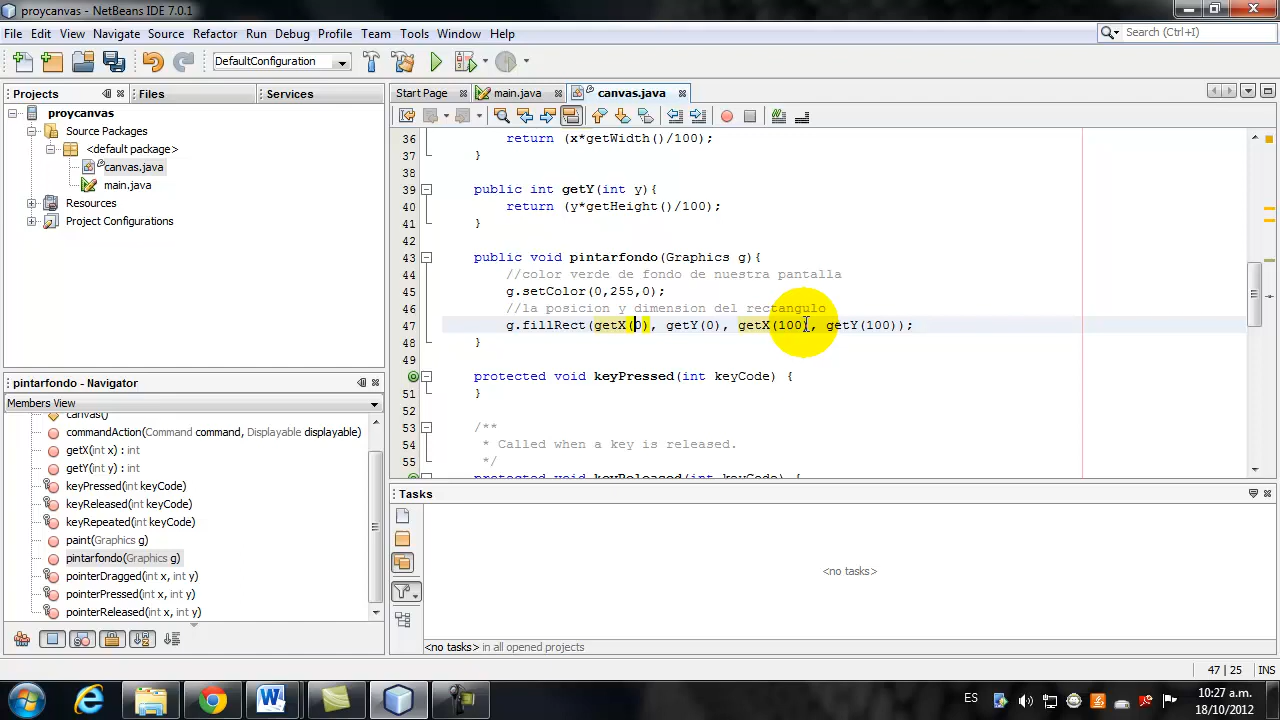 proycanvas - NetBeans IDE 7.0.1
File Edit View Navigate Source Refactor Run Debug Profile Team Tools Window Help
Search (Ctrl+I)
DefaultConfiguration
Projects Files Services
proycanvas
Source Packages
<default package>
canvas.java
main.java
Resources
Project Configurations
pintarfondo - Navigator
Members View
canvas()
commandAction(Command command, Displayable displayable)
getX(int x) : int
getY(int y) : int
keyPressed(int keyCode)
keyReleased(int keyCode)
keyRepeated(int keyCode)
paint(Graphics g)
pintarfondo(Graphics g)
pointerDragged(int x, int y)
pointerPressed(int x, int y)
pointerReleased(int x, int y)
Start Page main.java canvas.java
36 return (x*getWidth()/100);
37 }
38
39 public int getY(int y){
40 return (y*getHeight()/100);
41 }
42
43 public void pintarfondo(Graphics g){
44 //color verde de fondo de nuestra pantalla
45 g.setColor(0,255,0);
46 //la posicion y dimension del rectangulo
47 g.fillRect(getX(0), getY(0), getX(100), getY(100));
48 }
49
protected void keyPressed(int keyCode) {
51 }
52
53 /**
54 * Called when a key is released.
55 */
protected void keyReleased(int keyCode) {
Tasks
<no tasks>
<no tasks> in all opened projects
47 | 25
ES
10:27 a.m.
18/10/2012